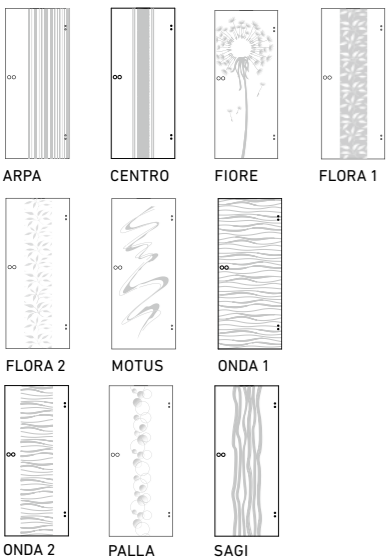 ARPA CENTRO FIORE FLORA 1
FLORA 2 MOTUS ONDA 1
ONDA 2 PALLA SAGI